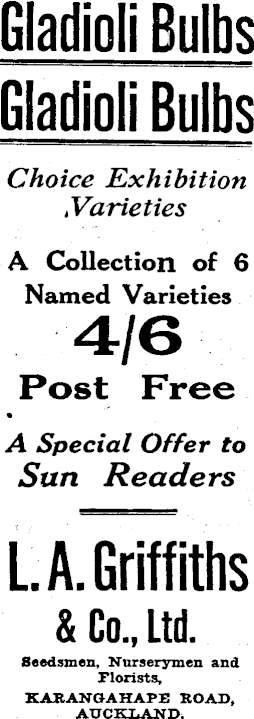 Gladioli Bulbs
Gladioli Bulbs
Choice Exhibition
Varieties
A Collection of 6
Named Varieties
4/6
Post Free
A Special Offer to
Sun Readers
L. A. Griffiths
& Co., Ltd.
Seedsmen, Nurserymen and
Florists,
KARANGAHAPE ROAD,
AUCKLAND.